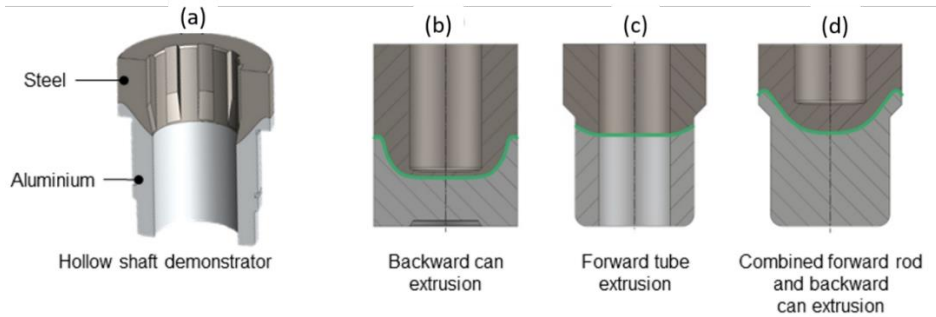 (a)
(b)
(c)
(d)
Steel
Aluminium
Hollow shaft demonstrator
Backward can
extrusion
Forward tube
extrusion
Combined forward rod
and backward
can extrusion